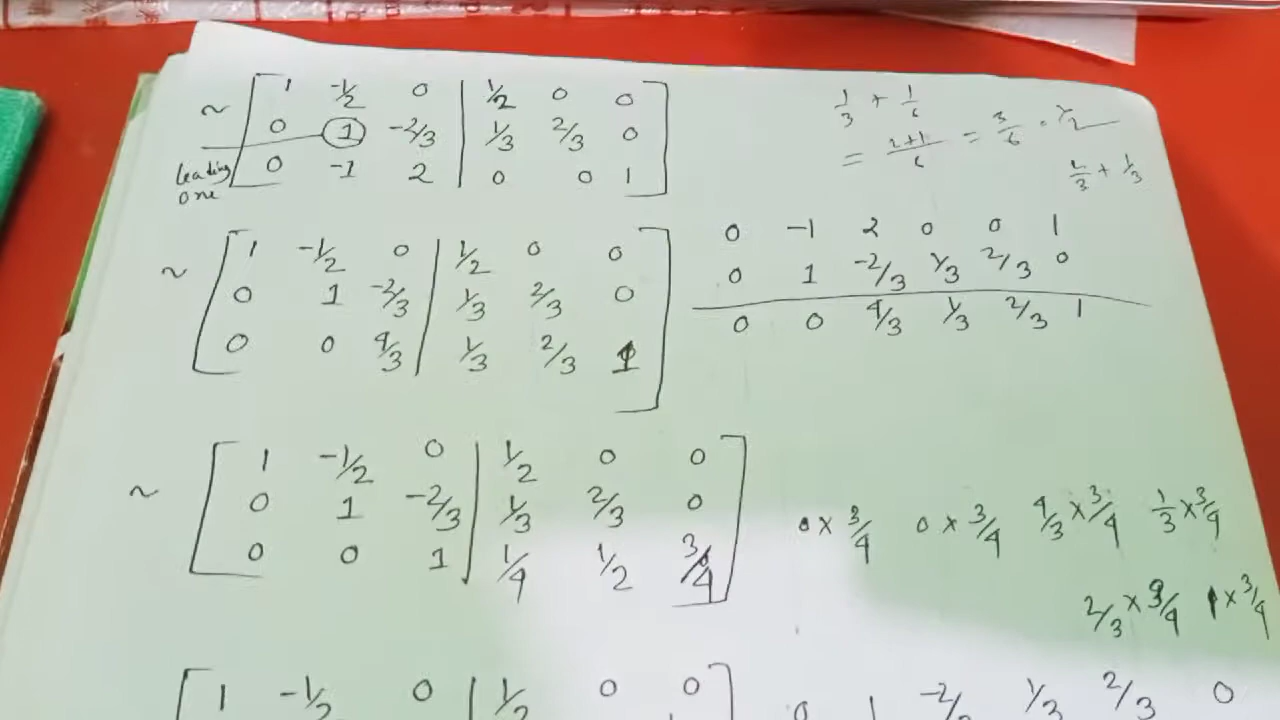 ~ [ 1 -1/2 0 | 1/2 0 0 ]
0 1 -2/3 | 1/3 2/3 0
leading one
0 -1 2 | 0 0 1
1/3 + 1/6
= 2+1/6 = 3/6 = 1/2
2/3 + 1/3
~ [ 1 -1/2 0 | 1/2 0 0 ]
0 1 -2/3 | 1/3 2/3 0
0 0 4/3 | 1/3 2/3 1
0 -1 2 0 0 1
0 1 -2/3 1/3 2/3 0
0 0 4/3 1/3 2/3 1
~ [ 1 -1/2 0 | 1/2 0 0 ]
0 1 -2/3 | 1/3 2/3 0
0 0 1 | 1/4 1/2 3/4
0 × 3/4 0 × 3/4 4/3 × 3/4 1/3 × 3/4
2/3 × 3/4 1 × 3/4
[ 1 -1/2 0 | 1/2 0 0 ]
0 1 -2/3 1/3 2/3 0